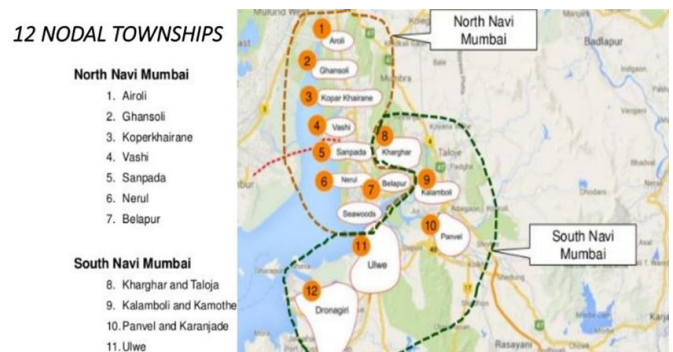 12 NODAL TOWNSHIPS
North Navi Mumbai
1. Airoli
2. Ghansoli
3. Koperkhairane
4. Vashi
5. Sanpada
6. Nerul
7. Belapur
South Navi Mumbai
8. Kharghar and Taloja
9. Kalamboli and Kamothe
10. Panvel and Karanjade
11. Ulwe
North Navi
Mumbai
1
Aroli
2
Ghansoli
3
Kopar Khairane
4
Vashi
5
Sanpada
6
Nerul
7
Belapur
8
Kharghar
9
Kalamboli
Seawoods
10
Panvel
11
Ulwe
12
Dronagiri
South Navi
Mumbai
Badlapur
Mumbra
Taloje
Rasayani